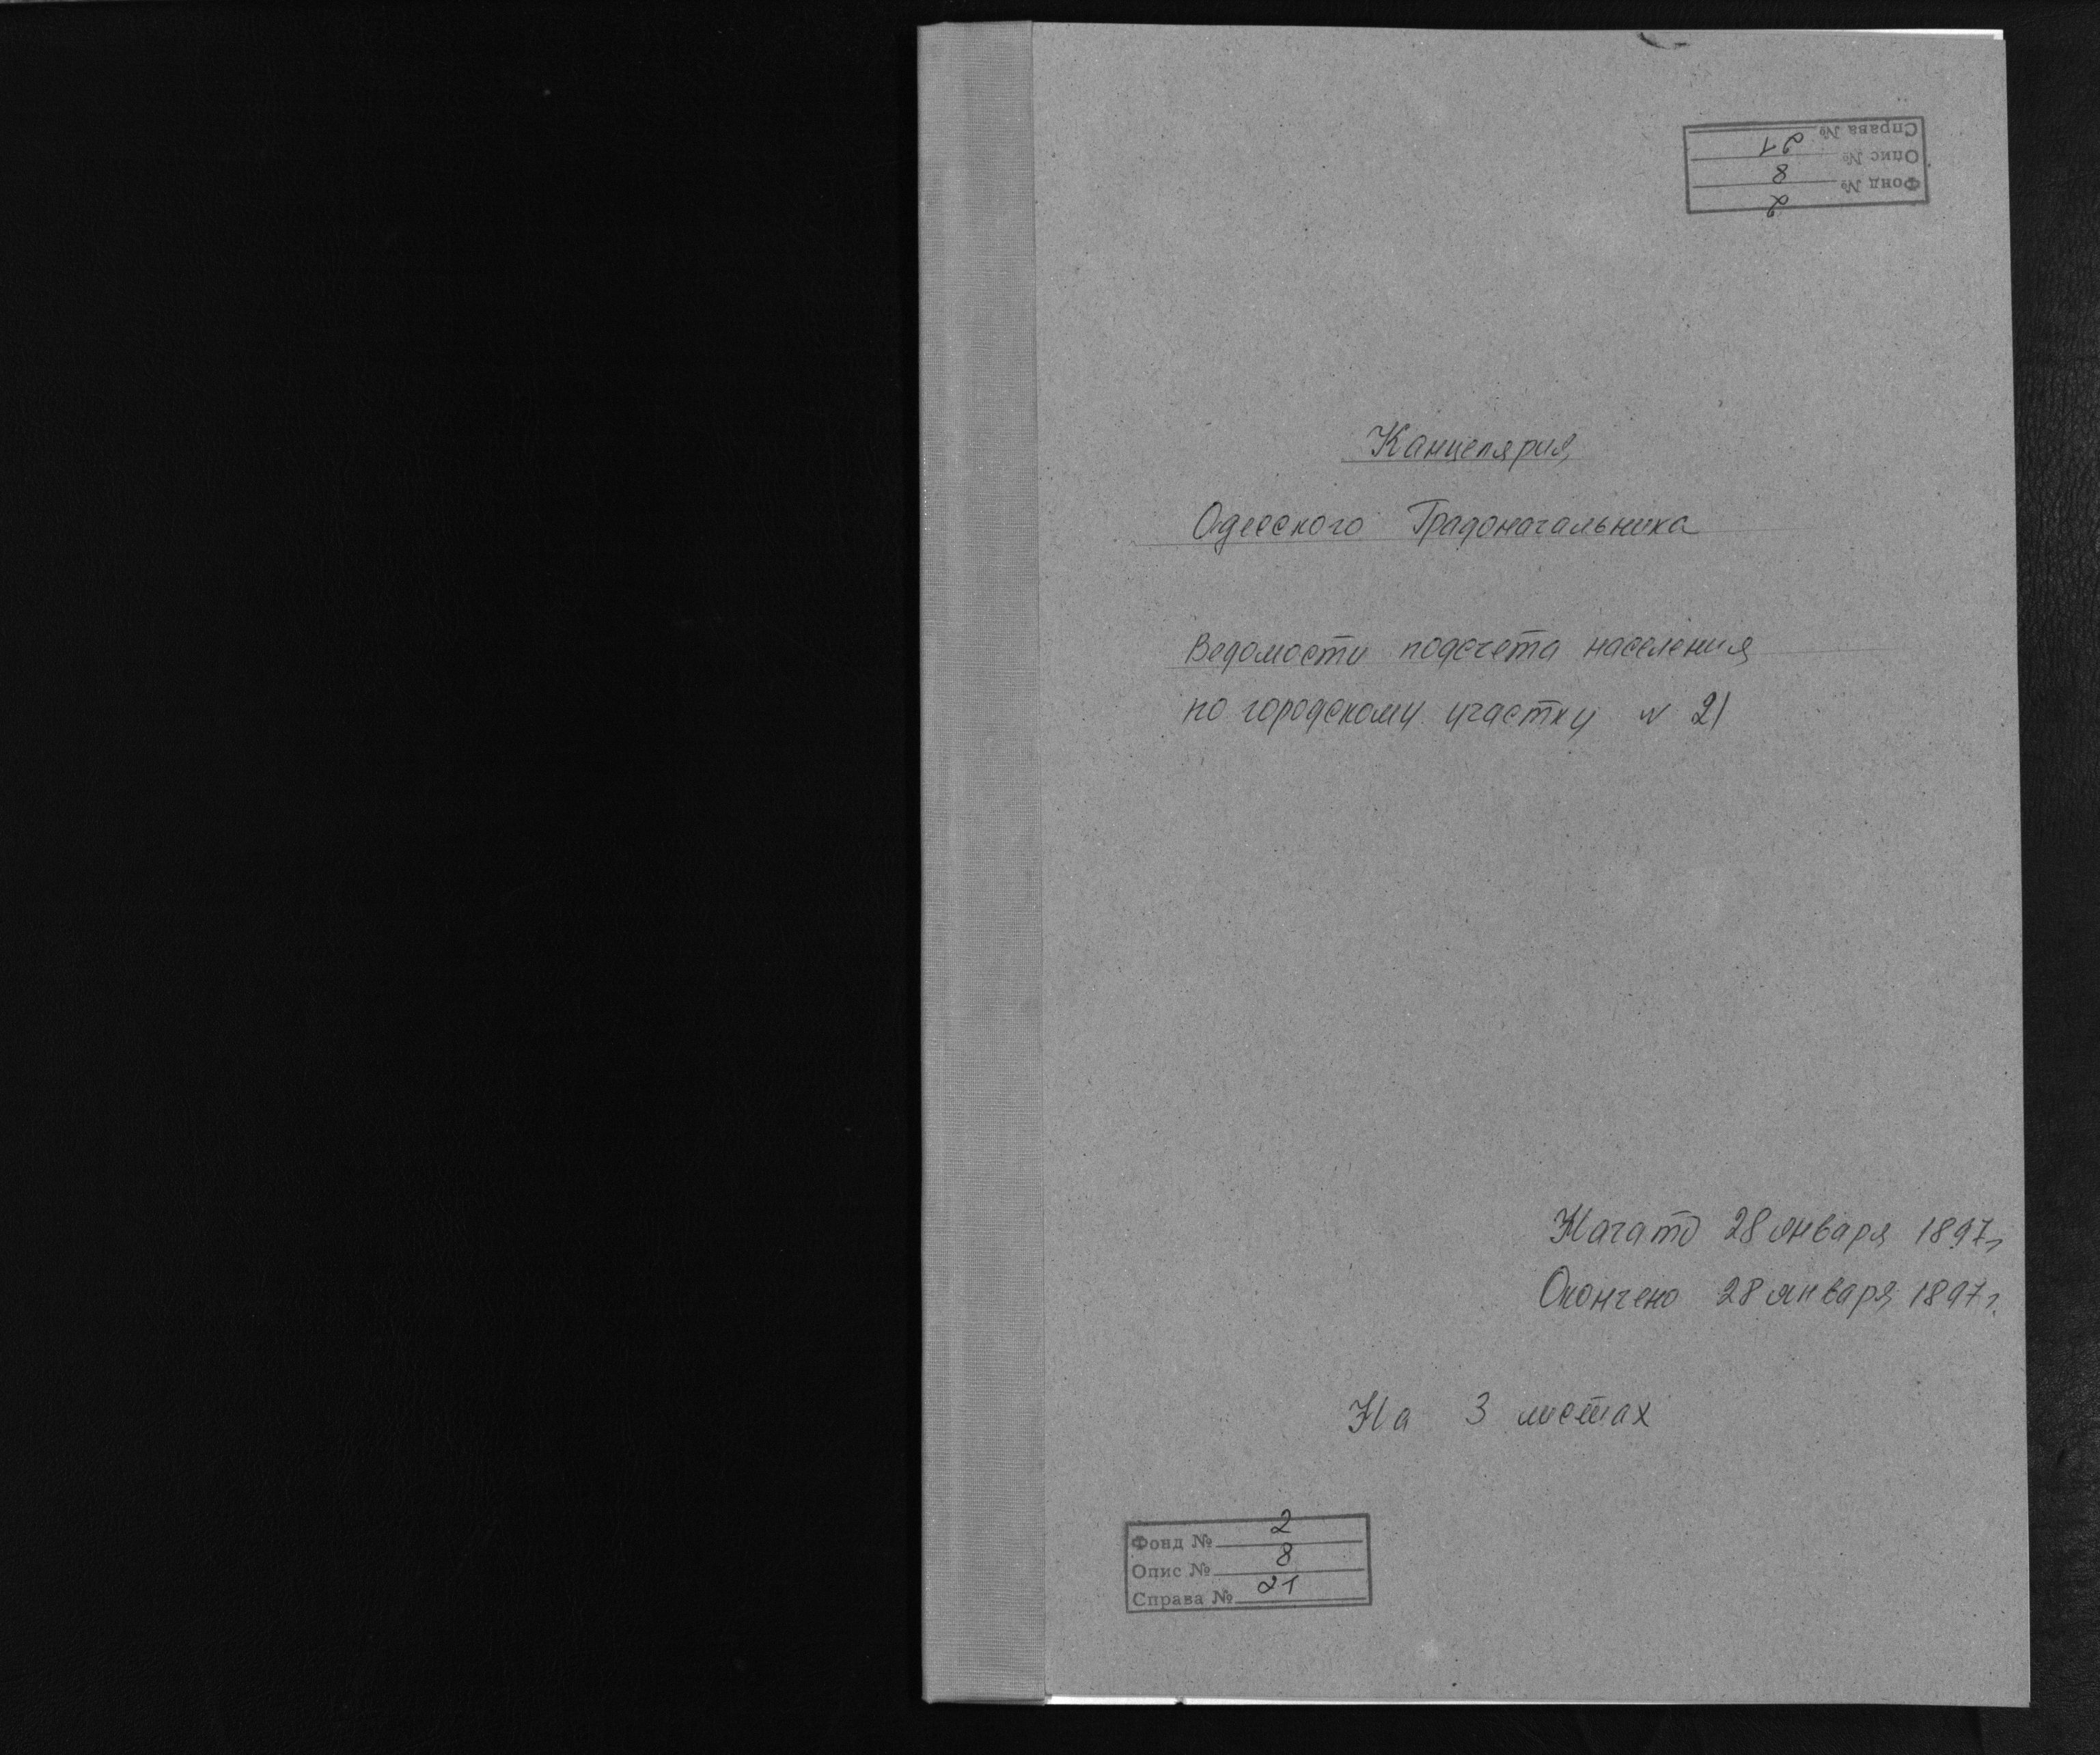 Справа № 21
Опис № 8
Фонд № 2
Канцелярия
Одесского Градоначальника
Ведомости подсчета населения
по городскому участку № 21
Начато 28 января 1897г
Окончено 28 января 1897г.
На 3 листах
Фонд № 2
Опис № 8
Справа № 21